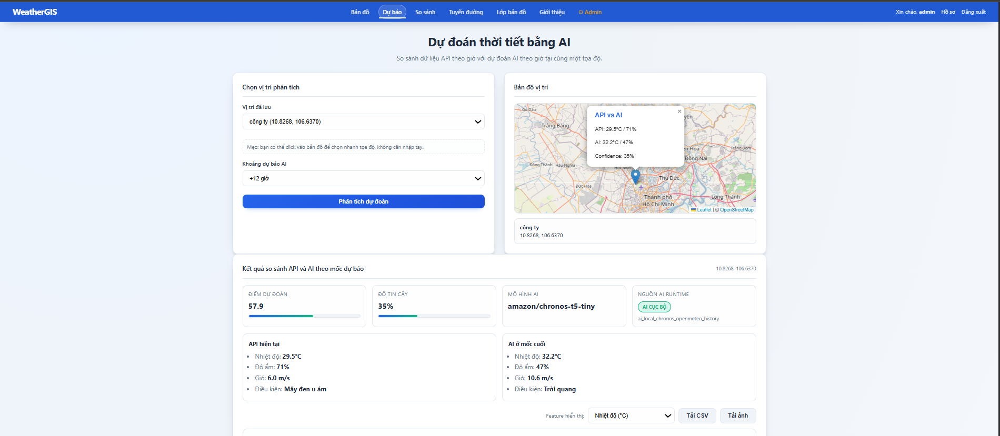 WeatherGIS
Bản đồ
Dự báo
So sánh
Tuyến đường
Lớp bản đồ
Giới thiệu
⚙ Admin
Xin chào, admin
Hồ sơ
Đăng xuất
Dự đoán thời tiết bằng AI
So sánh dữ liệu API theo giờ với dự đoán AI theo giờ tại cùng một tọa độ.
Chọn vị trí phân tích
Vị trí đã lưu
công ty (10.8268, 106.6370)
Mẹo: bạn có thể click vào bản đồ để chọn nhanh tọa độ, không cần nhập tay.
Khoảng dự báo AI
+12 giờ
Phân tích dự đoán
Bản đồ vị trí
Gò Dầu
Trảng Bàng
Đông Thành
Hậu Nghĩa
Đức Hòa
Hóc Môn
Thủ Đức
Thành phố
Hồ Chí Minh
Đồng Nai
Trảng Bom
Long Thành
API vs AI
×
API: 29.5°C / 71%
AI: 32.2°C / 47%
Confidence: 35%
Leaflet | © OpenStreetMap
công ty
10.8268, 106.6370
Kết quả so sánh API và AI theo mốc dự báo
10.8268, 106.6370
ĐIỂM DỰ ĐOÁN
57.9
ĐỘ TIN CẬY
35%
MÔ HÌNH AI
amazon/chronos-t5-tiny
NGUỒN AI RUNTIME
AI CỤC BỘ
ai_local_chronos_openmeteo_history
API hiện tại
• Nhiệt độ: 29.5°C
• Độ ẩm: 71%
• Gió: 6.0 m/s
• Điều kiện: Mây đen u ám
AI ở mốc cuối
• Nhiệt độ: 32.2°C
• Độ ẩm: 47%
• Gió: 10.6 m/s
• Điều kiện: Trời quang
Feature hiển thị:
Nhiệt độ (°C)
Tải CSV
Tải ảnh